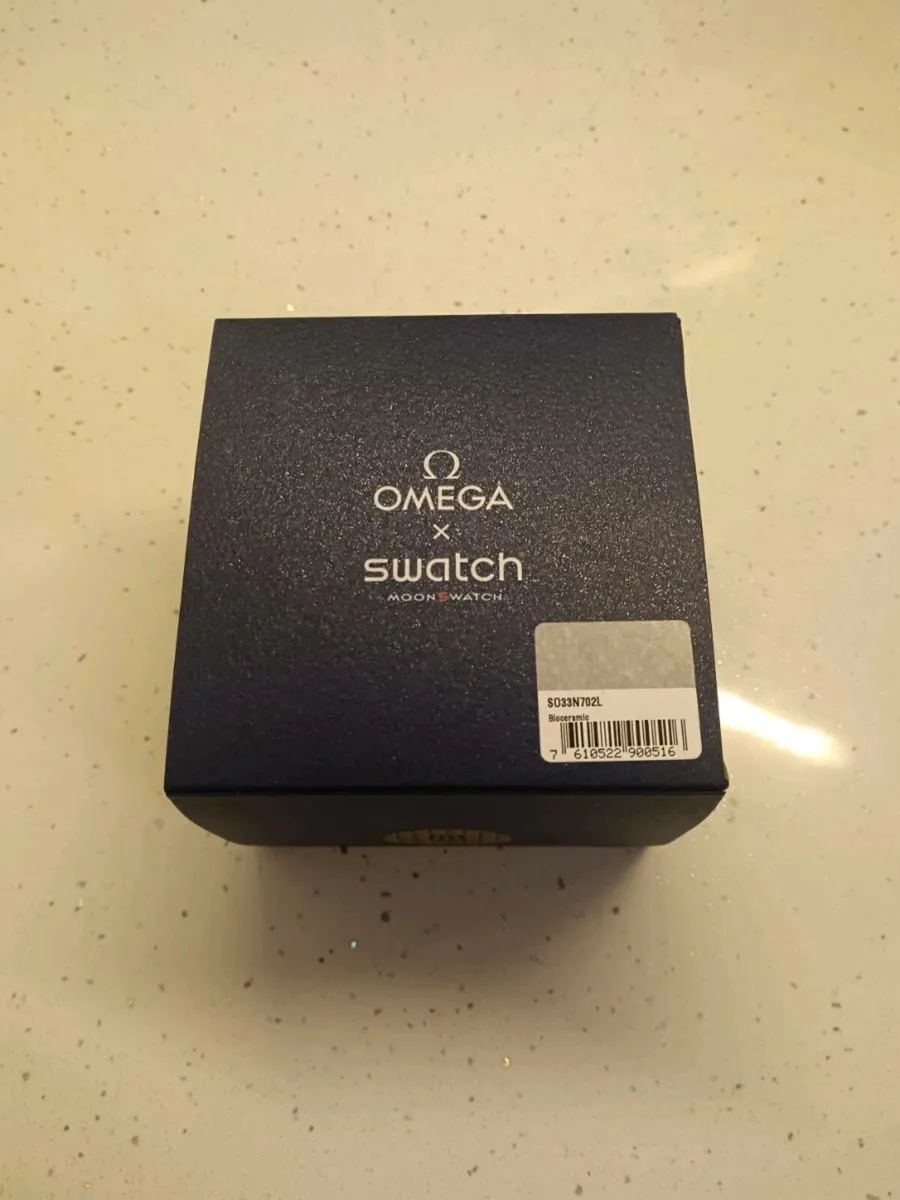 Ω
OMEGA
×
swatch
MOONSWATCH
SO33N702L
Bioceramic
7 610522 900516